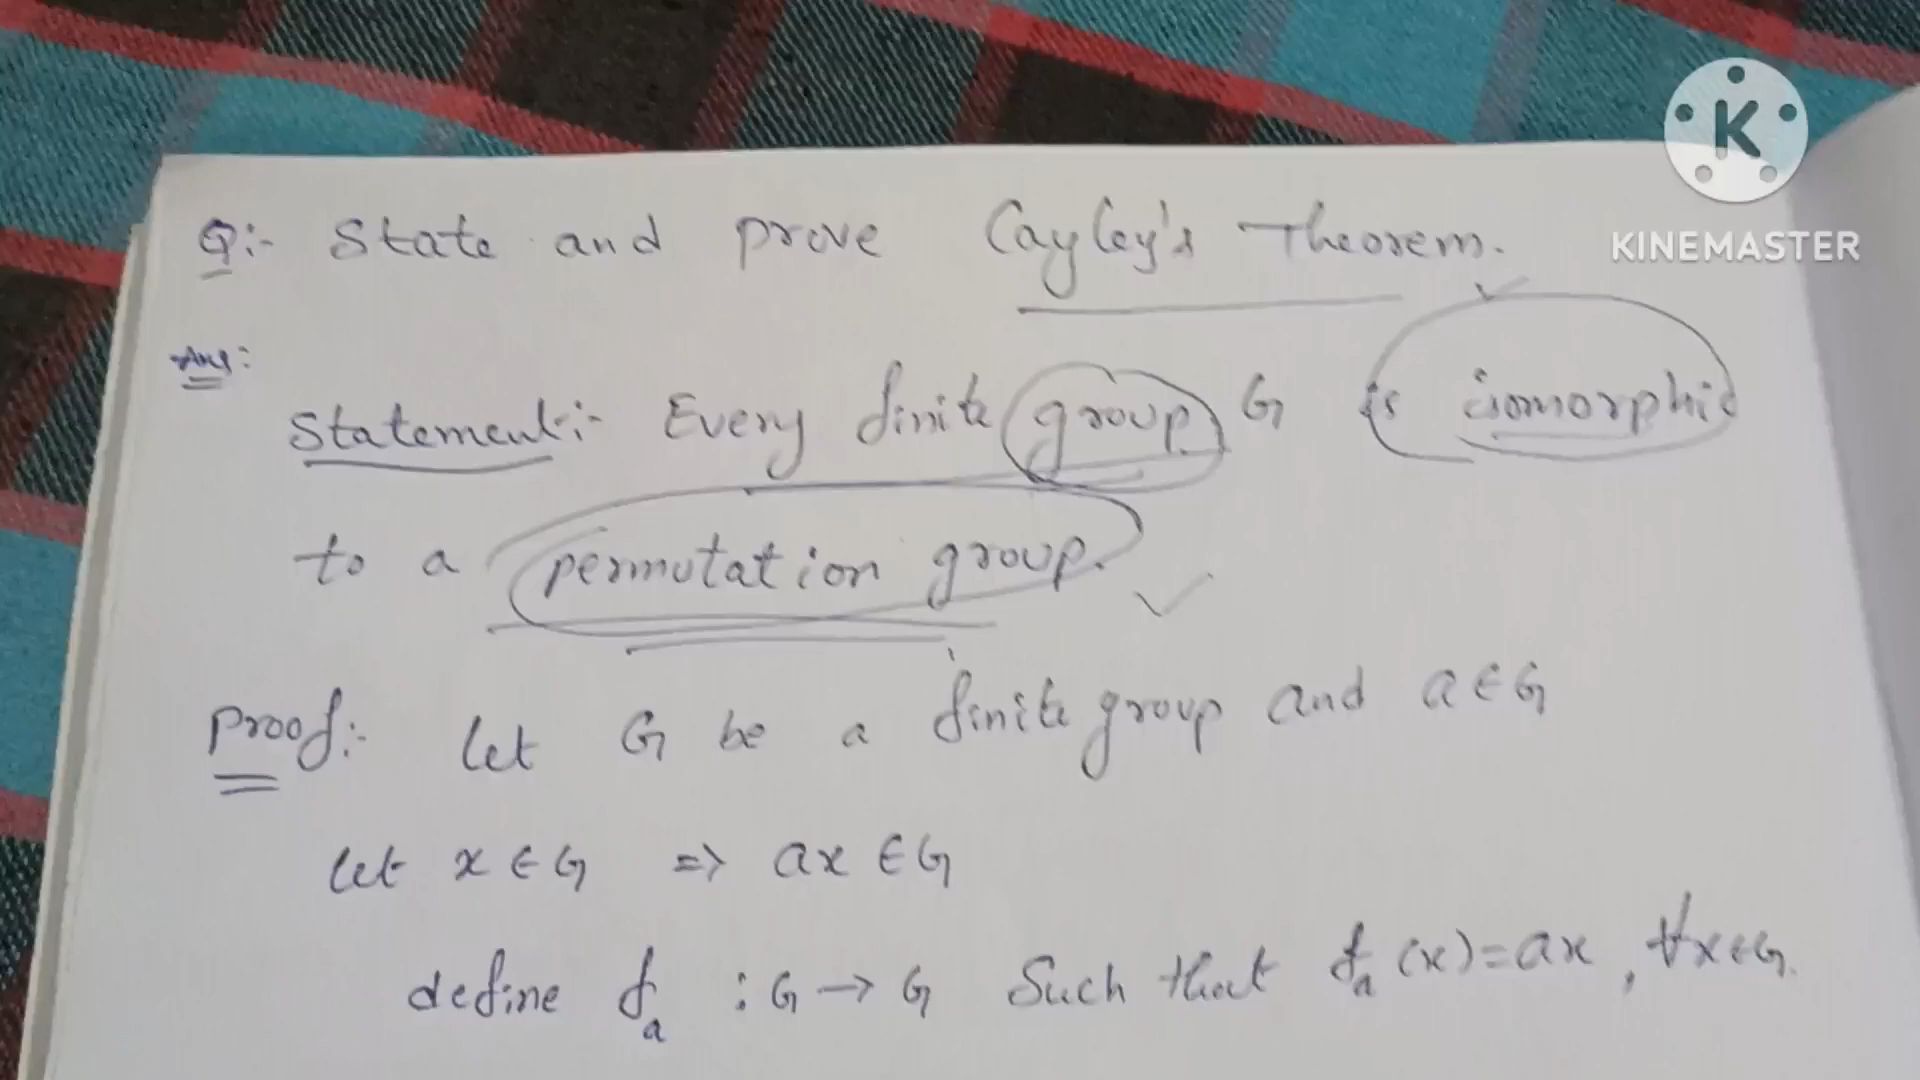 Q:- State and prove Cayley's Theorem.
Ans:
Statement:- Every finite group G is isomorphic
to a permutation group.
Proof:- Let G be a finite group and a ∈ G
let x ∈ G => ax ∈ G
define fₐ : G → G Such that fₐ(x)=ax, ∀x∈G.
K
KINEMASTER